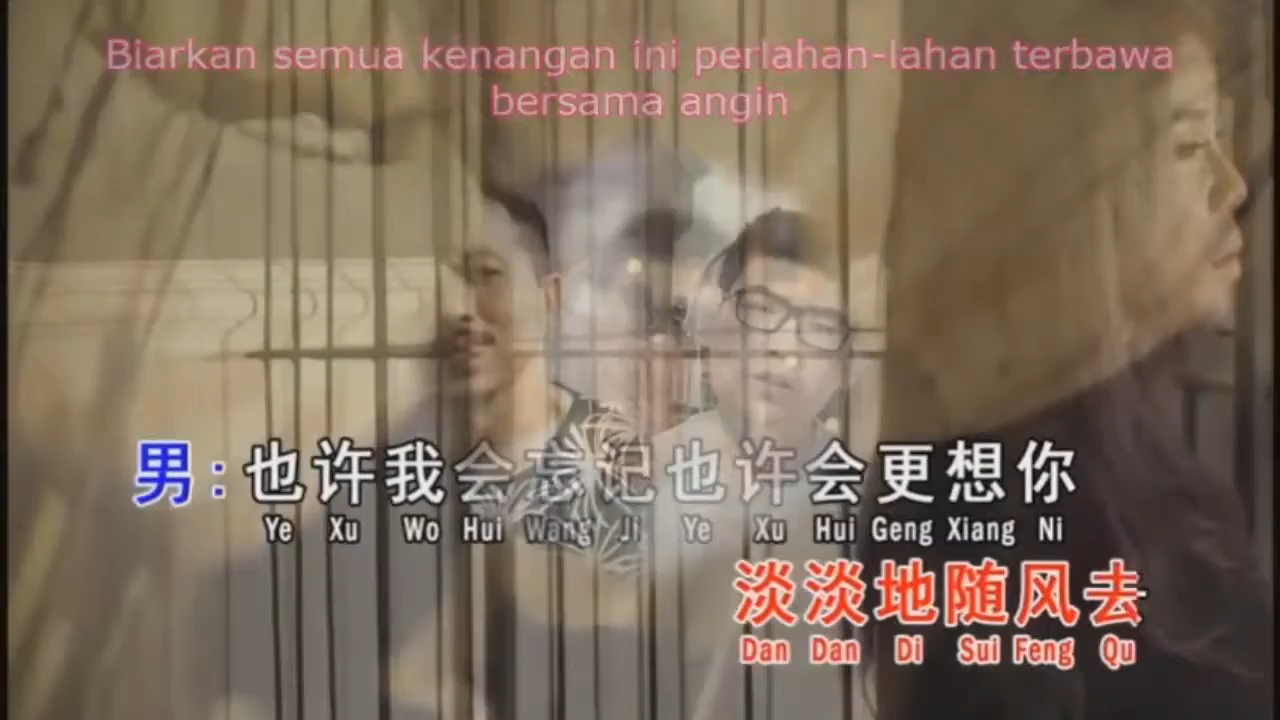 Biarkan semua kenangan ini perlahan-lahan terbawa
bersama angin
男:也许我会忘记也许会更想你
Ye Xu Wo Hui Wang Ji Ye Xu Hui Geng Xiang Ni
淡淡地随风去
Dan Dan Di Sui Feng Qu